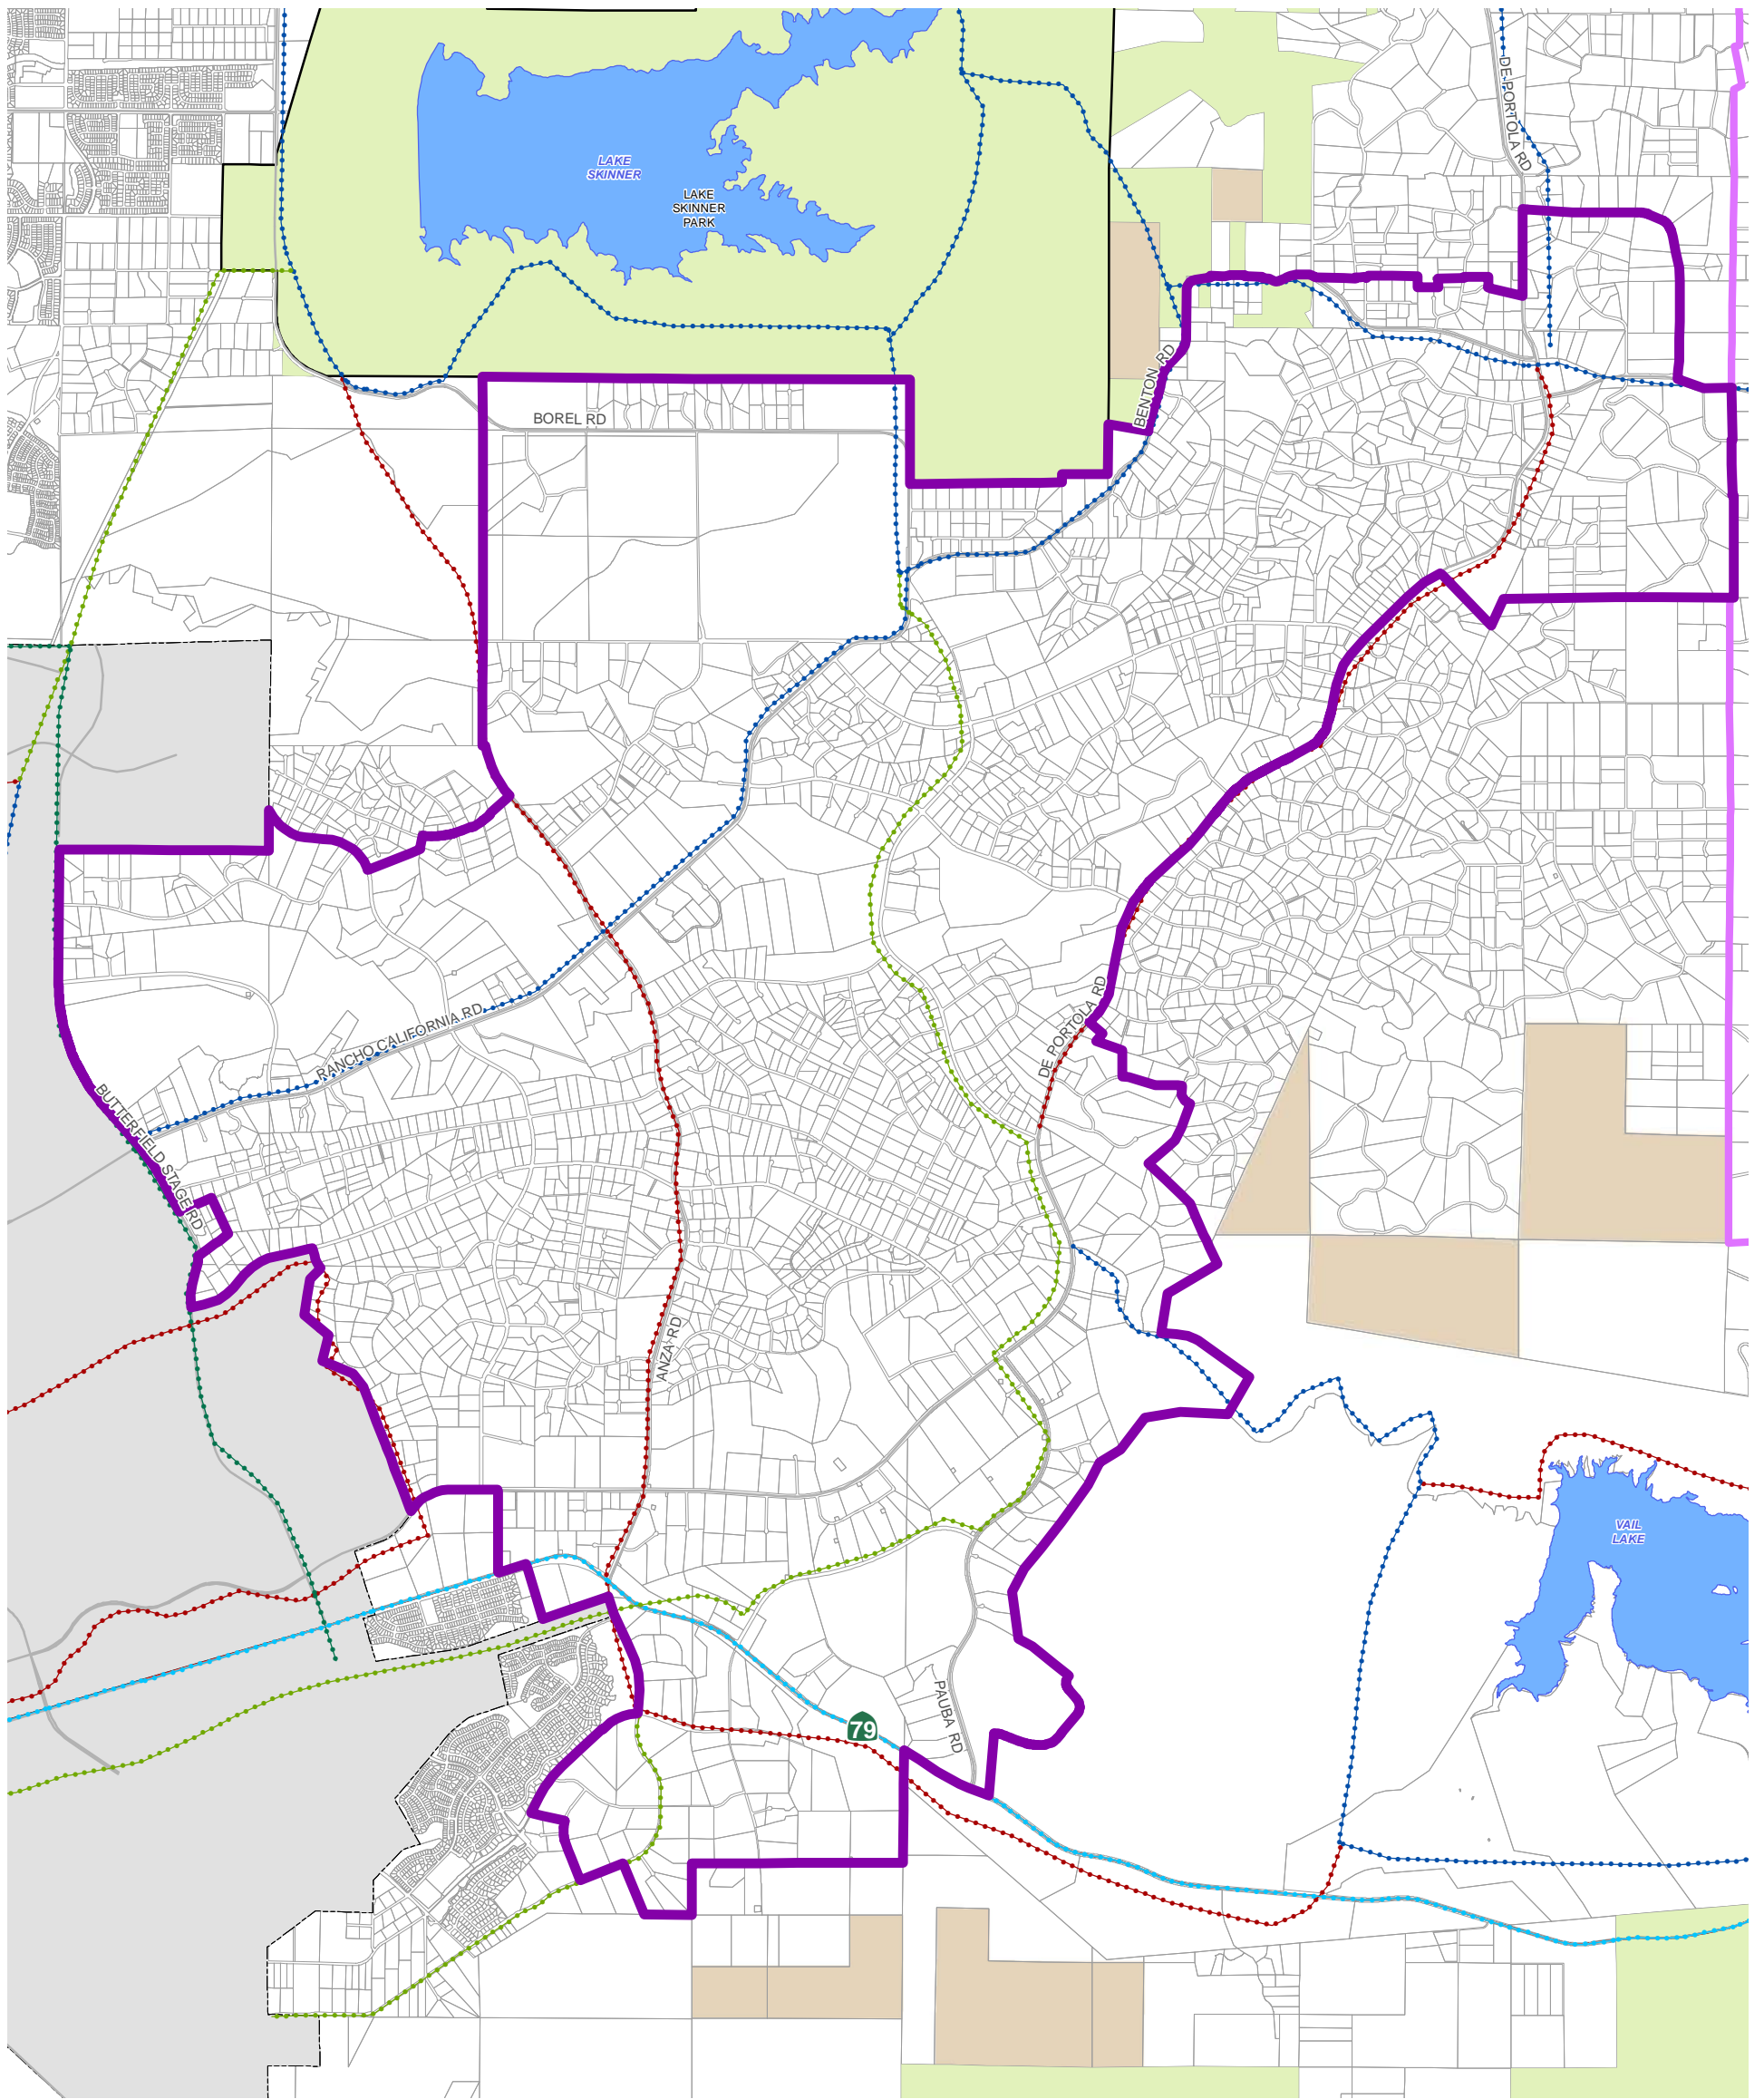 DE PORTOLA RD
LAKE
SKINNER
LAKE
SKINNER
PARK
BENTON RD
BOREL RD
DE PORTOLA RD
RANCHO CALIFORNIA RD
BUTTERFIELD STAGE RD
ANZA RD
VAIL
LAKE
PAUBA RD
79